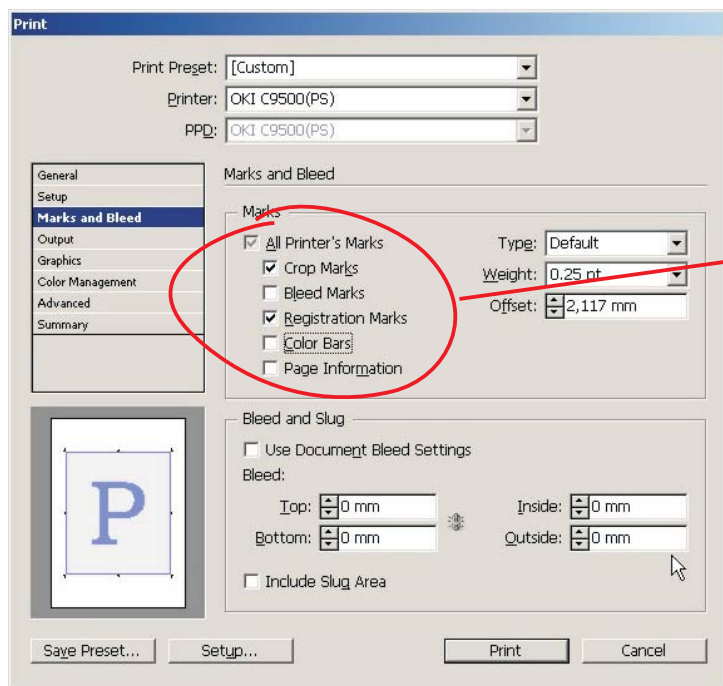 Print
Print Preset: [Custom]
Printer: OKI C9500(PS)
PPD: OKI C9500(PS)
General
Setup
Marks and Bleed
Output
Graphics
Color Management
Advanced
Summary
Marks and Bleed
Marks
All Printer's Marks
Crop Marks
Bleed Marks
Registration Marks
Color Bars
Page Information
Type: Default
Weight: 0.25 pt
Offset: 2,117 mm
Bleed and Slug
Use Document Bleed Settings
Bleed:
Top: 0 mm
Bottom: 0 mm
Inside: 0 mm
Outside: 0 mm
Include Slug Area
P
Save Preset...
Setup...
Print
Cancel